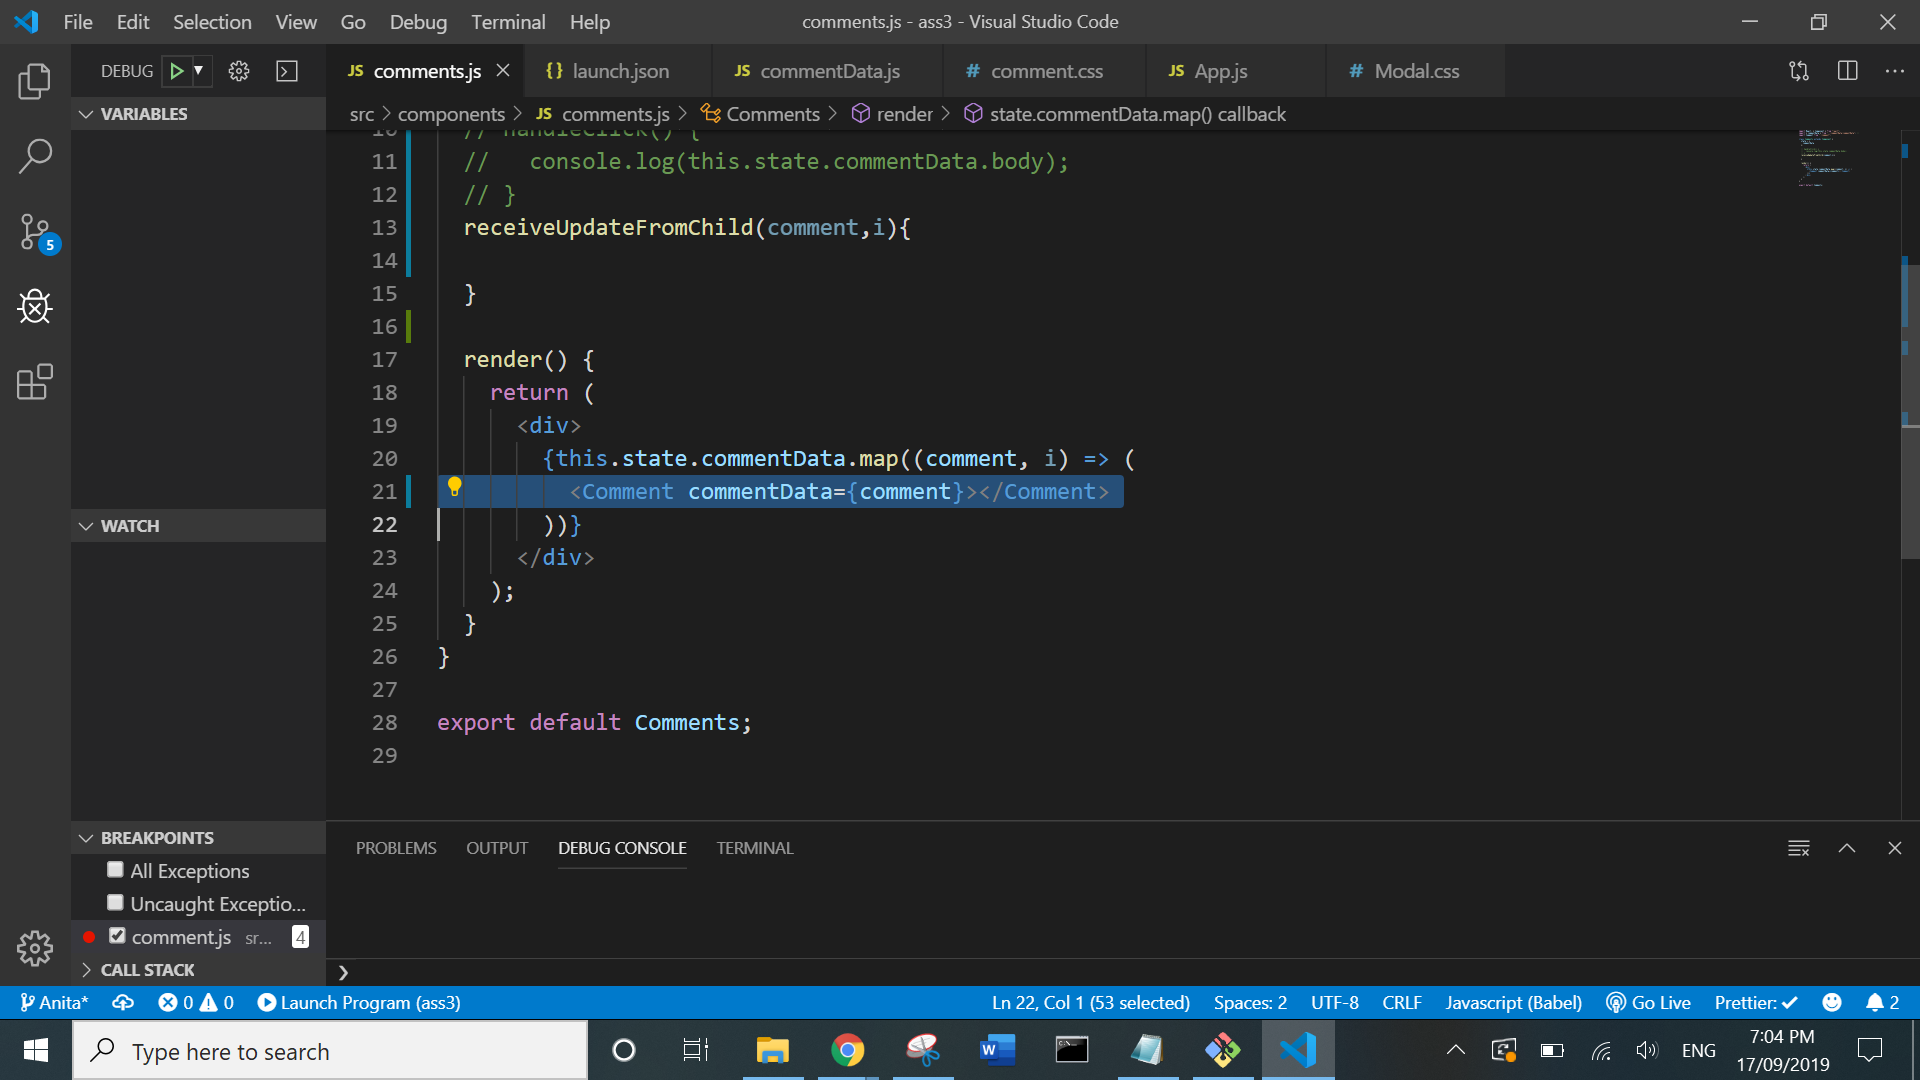 File Edit Selection View Go Debug Terminal Help
comments.js - ass3 - Visual Studio Code
DEBUG
JS comments.js
{} launch.json
JS commentData.js
# comment.css
JS App.js
# Modal.css
VARIABLES
src > components > JS comments.js > Comments > render > state.commentData.map() callback
10 // handleClick() {
11 //   console.log(this.state.commentData.body);
12 // }
13 receiveUpdateFromChild(comment,i){
14
15 }
16
17 render() {
18 return (
19 <div>
20 {this.state.commentData.map((comment, i) => (
21 <Comment commentData={comment}></Comment>
22 ))}
23 </div>
24 );
25 }
26 }
27
28 export default Comments;
29
WATCH
BREAKPOINTS
All Exceptions
Uncaught Exceptio...
comment.js sr... 4
CALL STACK
5
PROBLEMS OUTPUT DEBUG CONSOLE TERMINAL
Anita* 0 0 Launch Program (ass3) Ln 22, Col 1 (53 selected) Spaces: 2 UTF-8 CRLF Javascript (Babel) Go Live Prettier: ✓ 2
Type here to search
W
ENG
7:04 PM
17/09/2019